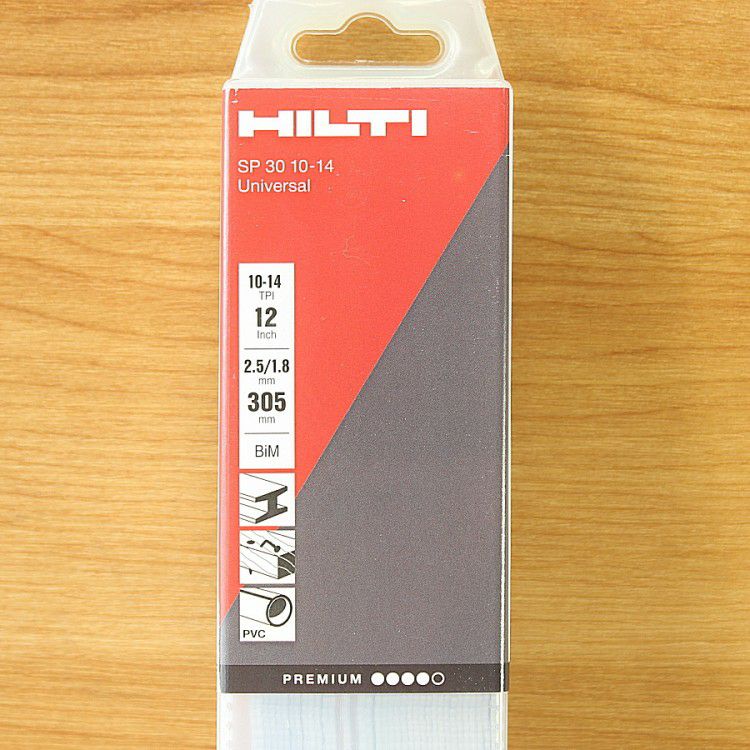 HILTI
SP 30 10-14
Universal
10-14
TPI
12
Inch
2.5/1.8
mm
305
mm
BiM
PVC
PREMIUM